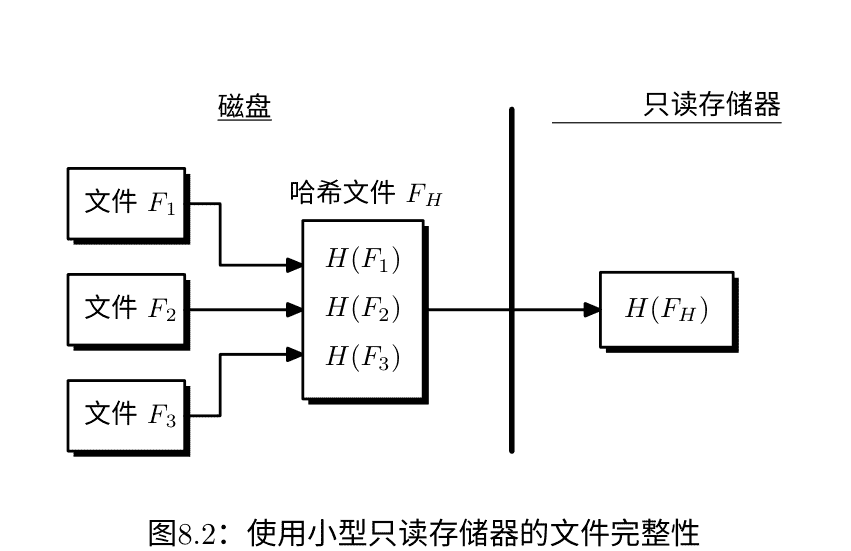 磁盘
只读存储器
哈希文件 F_H
文件 F_1
文件 F_2
文件 F_3
H(F_1)
H(F_2)
H(F_3)
H(F_H)
图8.2：使用小型只读存储器的文件完整性